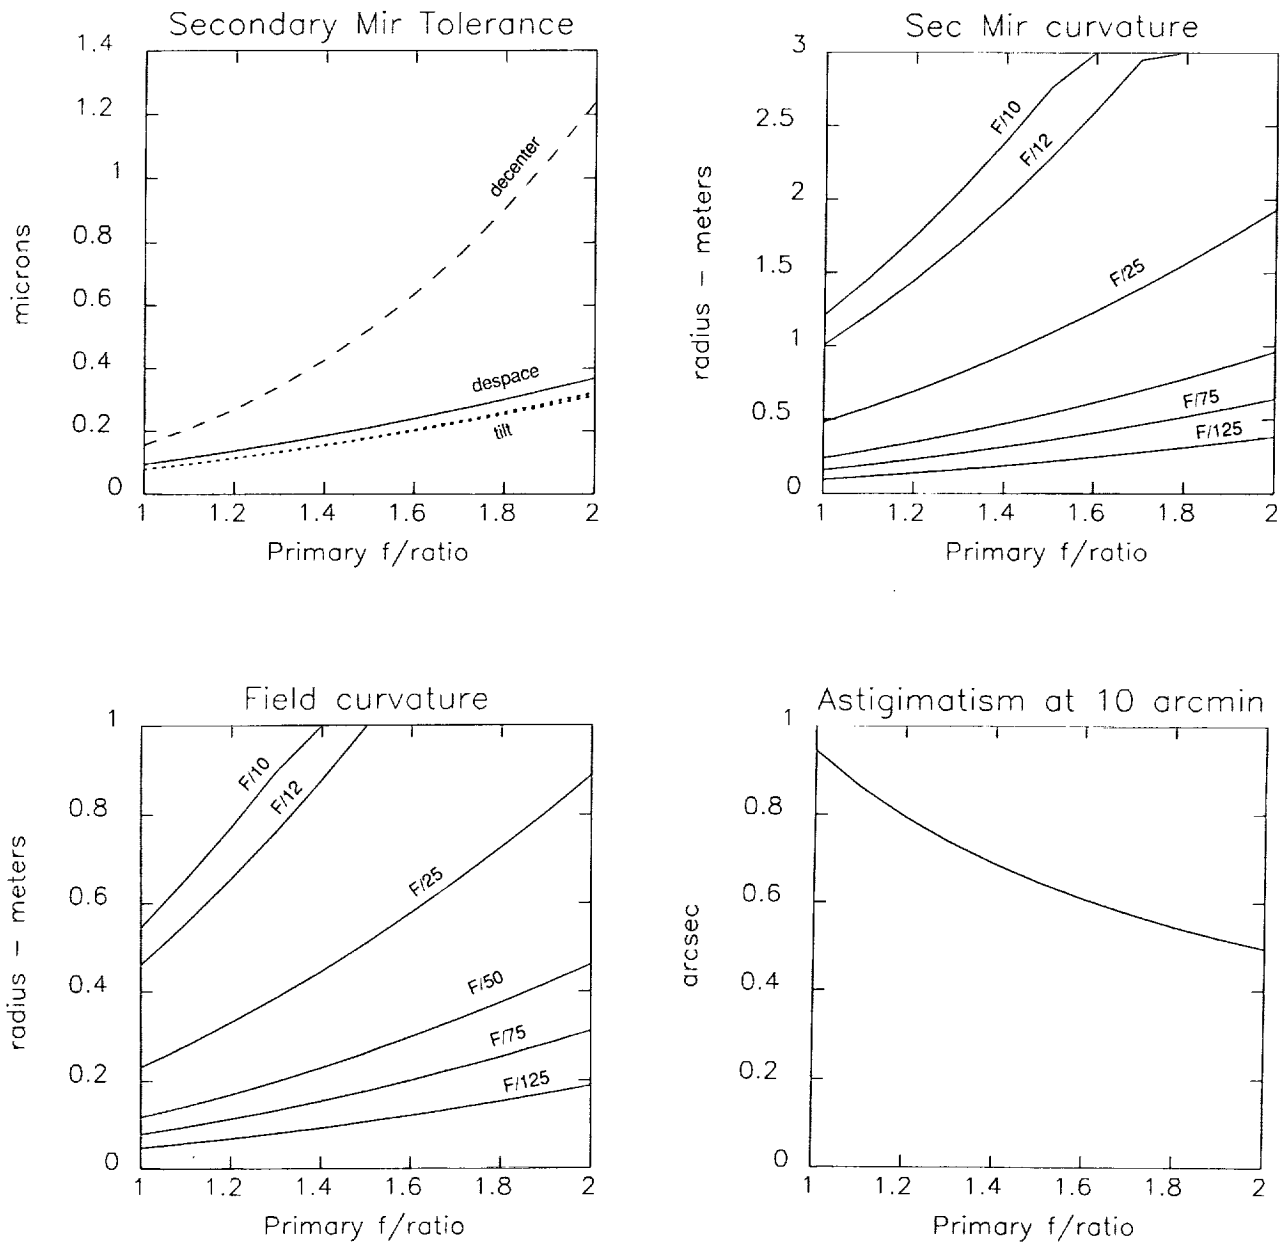 Secondary Mir Tolerance
1.4
1.2
1
0.8
0.6
0.4
0.2
0
microns
decenter
despace
tilt
1 1.2 1.4 1.6 1.8 2
Primary f/ratio
Sec Mir curvature
3
2.5
2
1.5
1
0.5
0
radius – meters
F/10
F/12
F/25
F/75
F/125
1 1.2 1.4 1.6 1.8 2
Primary f/ratio
Field curvature
1
0.8
0.6
0.4
0.2
0
radius – meters
F/10
F/12
F/25
F/50
F/75
F/125
1 1.2 1.4 1.6 1.8 2
Primary f/ratio
Astigimatism at 10 arcmin
1
0.8
0.6
0.4
0.2
0
arcsec
1 1.2 1.4 1.6 1.8 2
Primary f/ratio